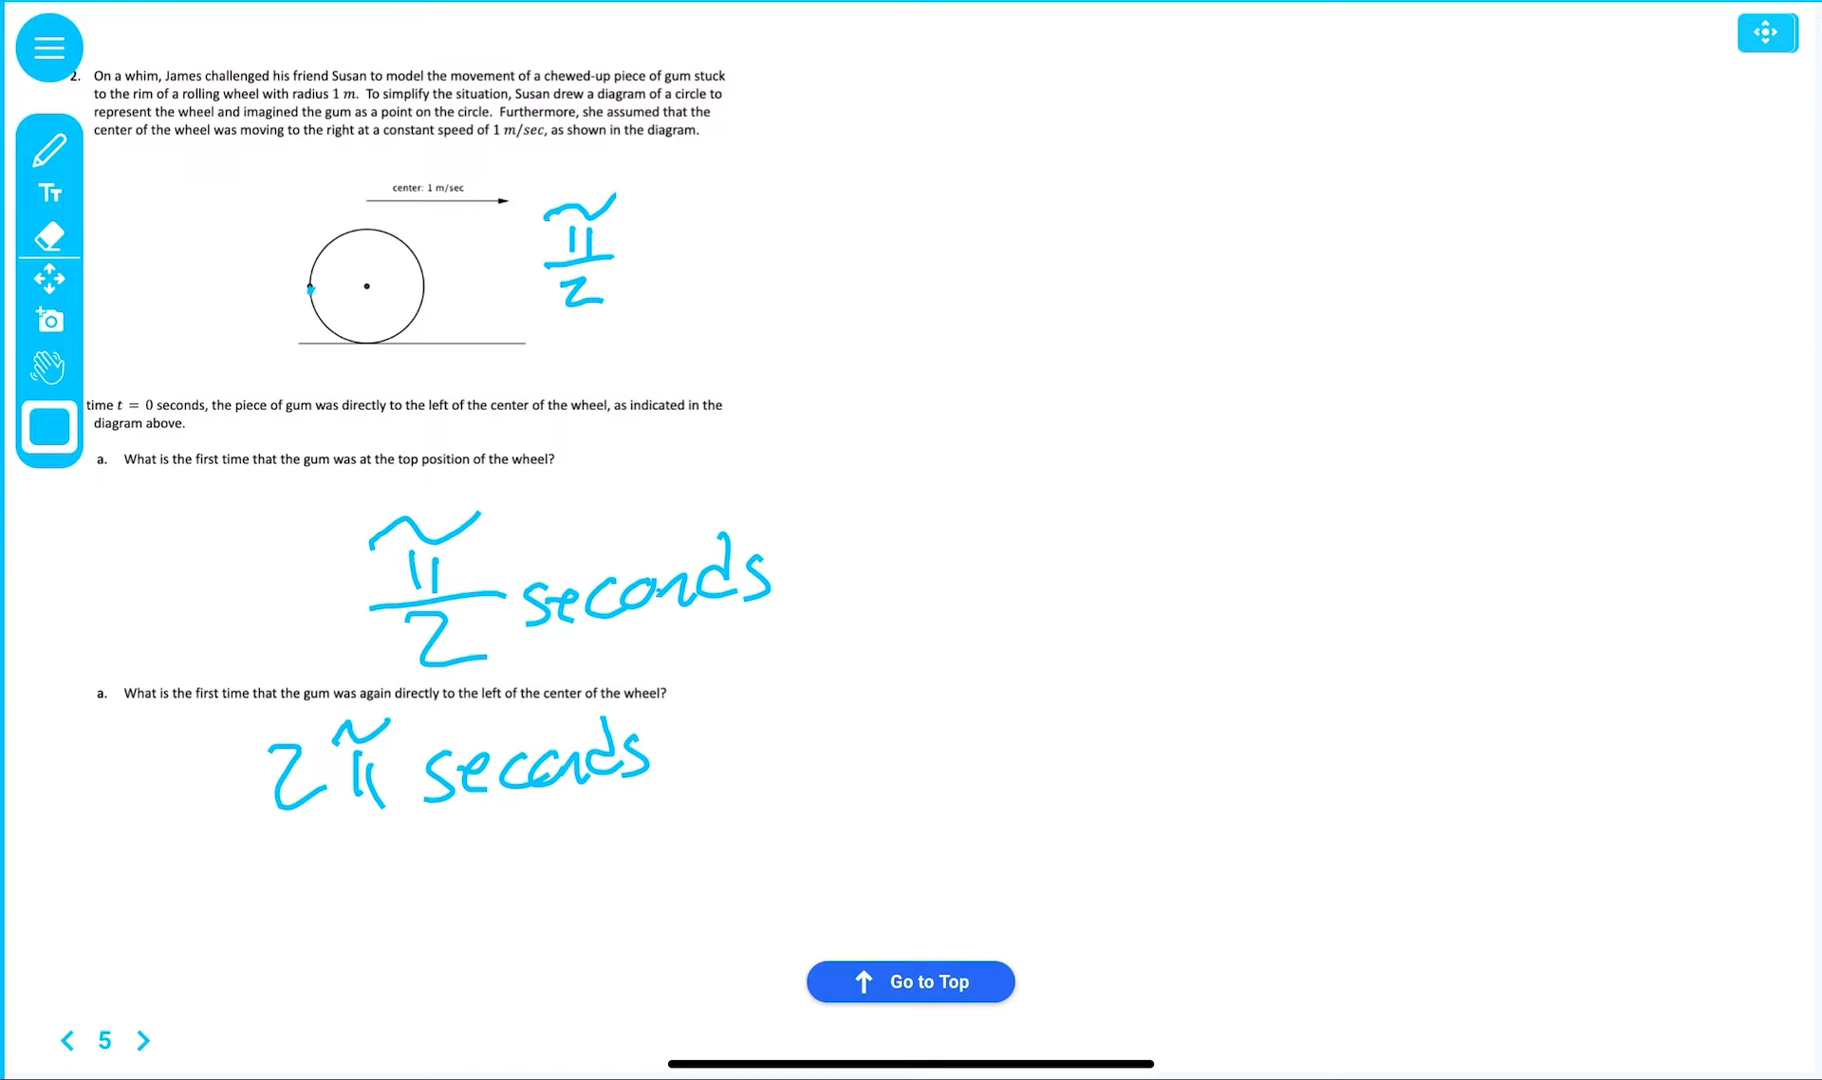 2. On a whim, James challenged his friend Susan to model the movement of a chewed-up piece of gum stuck
to the rim of a rolling wheel with radius 1 m. To simplify the situation, Susan drew a diagram of a circle to
represent the wheel and imagined the gum as a point on the circle. Furthermore, she assumed that the
center of the wheel was moving to the right at a constant speed of 1 m/sec, as shown in the diagram.
Tт
center: 1 m/sec
π
2
time t = 0 seconds, the piece of gum was directly to the left of the center of the wheel, as indicated in the
diagram above.
a. What is the first time that the gum was at the top position of the wheel?
π
2 seconds
a. What is the first time that the gum was again directly to the left of the center of the wheel?
2π seconds
Go to Top
< 5 >